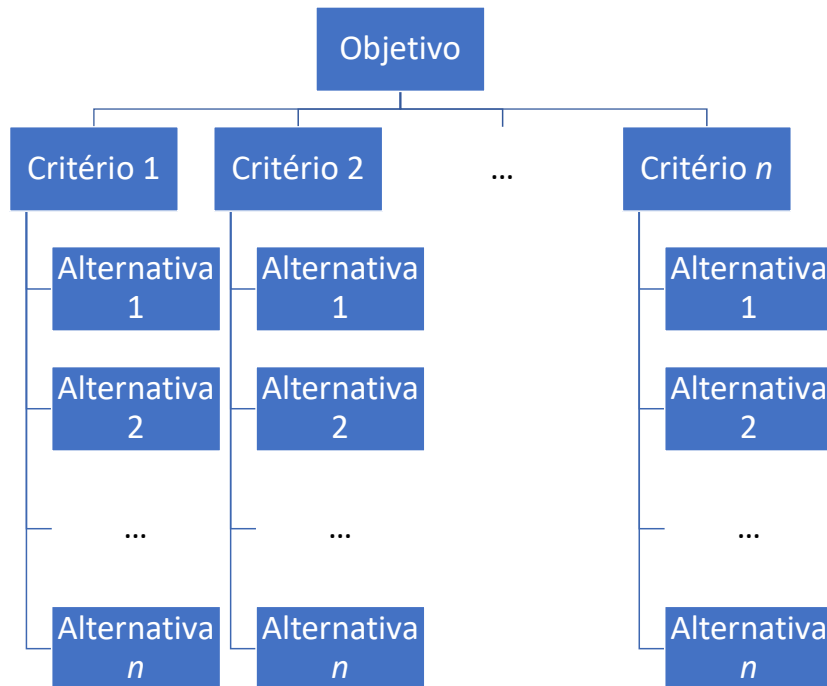 Objetivo
Critério 1
Critério 2
...
Critério n
Alternativa
1
Alternativa
1
Alternativa
1
Alternativa
2
Alternativa
2
Alternativa
2
...
...
...
Alternativa
n
Alternativa
n
Alternativa
n